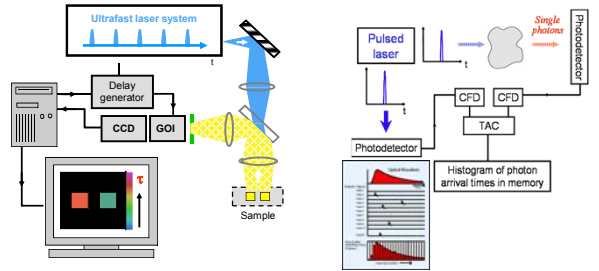 Ultrafast laser system
t
Delay
generator
CCD
GOI
τ
Sample
Pulsed
laser
t
t
Single
photons
Photodetector
CFD
CFD
TAC
Photodetector
Histogram of photon
arrival times in memory